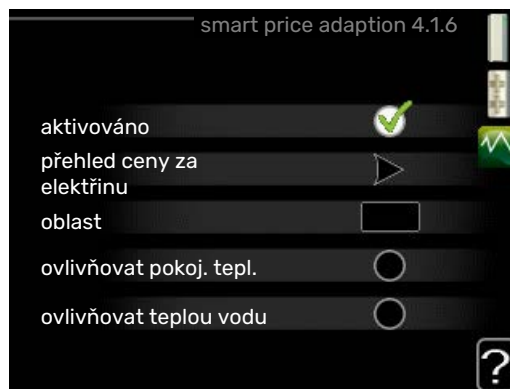 smart price adaption 4.1.6
aktivováno
přehled ceny za
elektřinu
oblast
ovlivňovat pokoj. tepl.
ovlivňovat teplou vodu
?